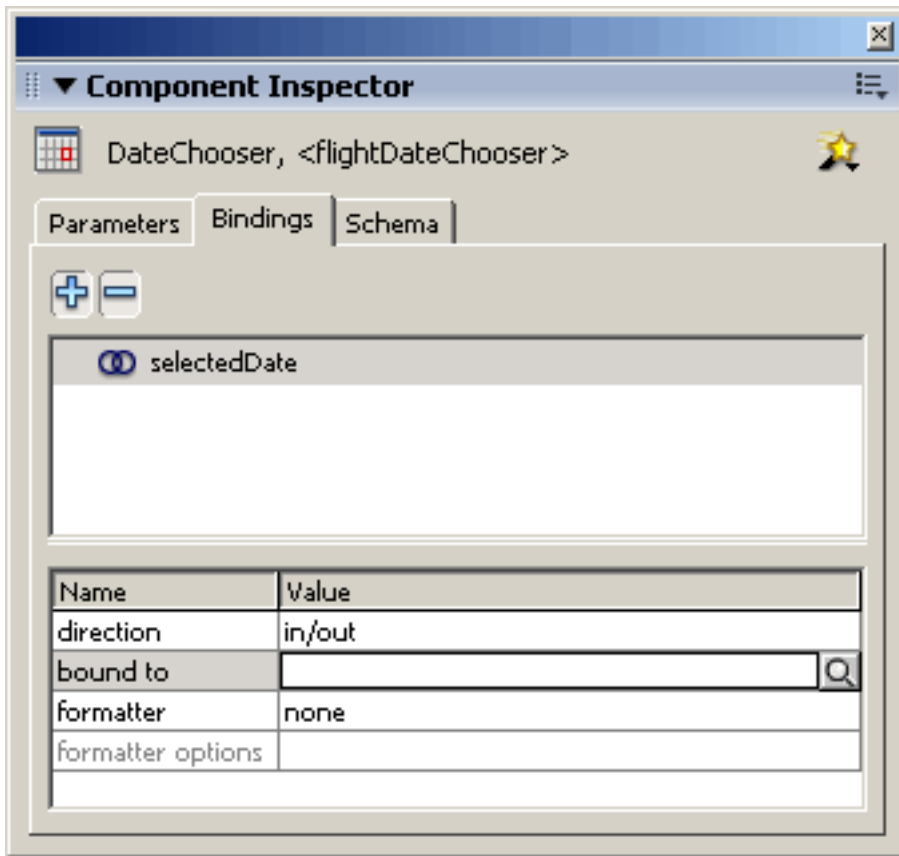 Component Inspector
DateChooser, <flightDateChooser>
Parameters Bindings Schema
selectedDate
Name Value
direction in/out
bound to
formatter none
formatter options